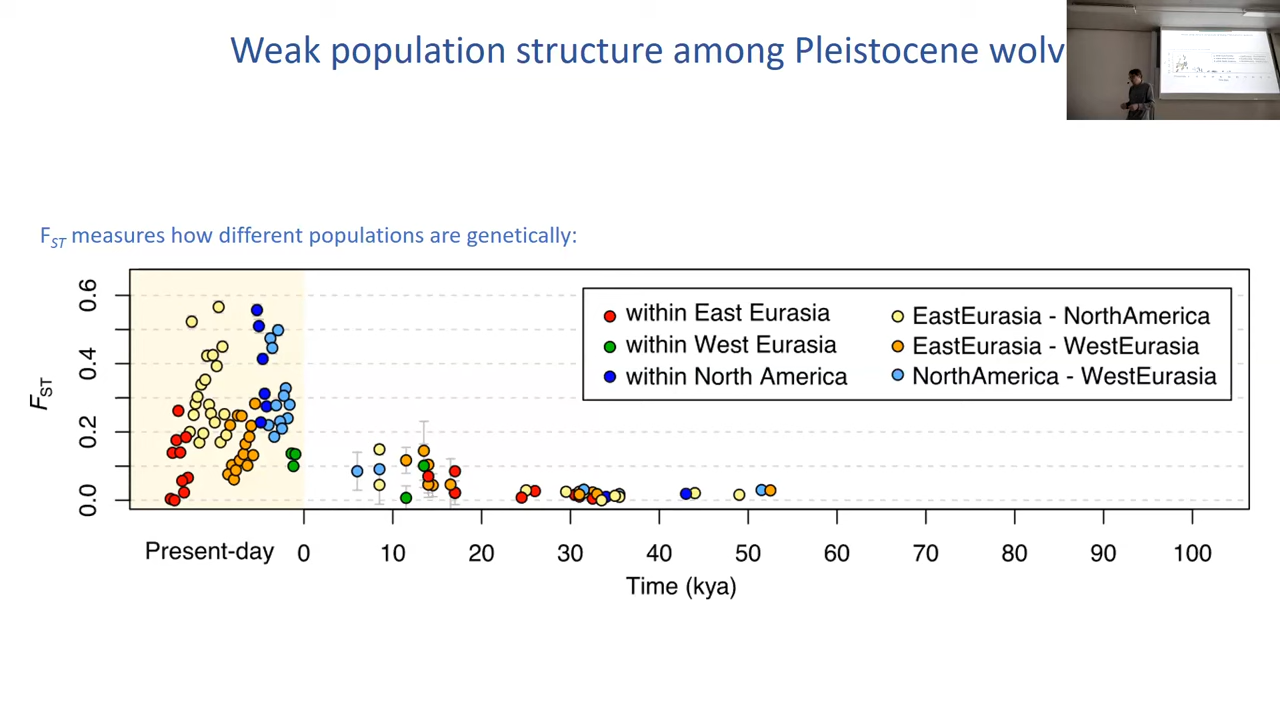 Weak population structure among Pleistocene
F_ST measures how different populations are genetically:
0.6
0.4
0.2
0.0
F_ST
within East Eurasia
within West Eurasia
within North America
EastEurasia - NorthAmerica
EastEurasia - WestEurasia
NorthAmerica - WestEurasia
Present-day 0 10 20 30 40 50 60 70 80 90 100
Time (kya)